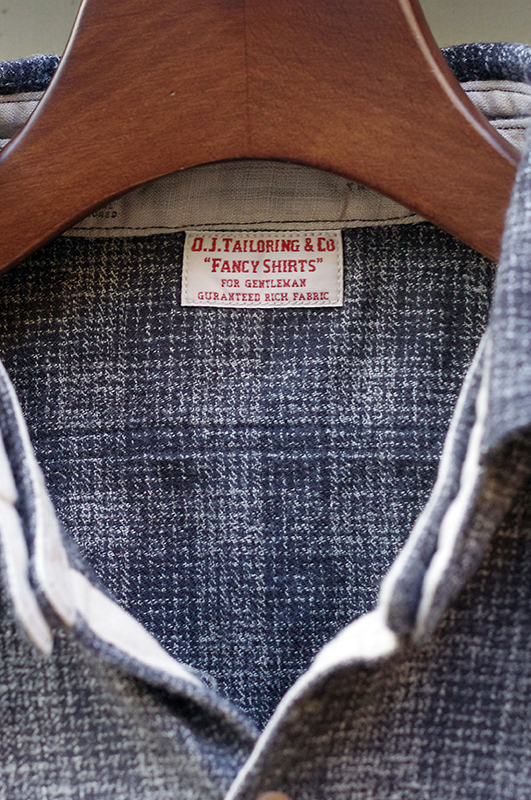 O.J.TAILORING & CO
"FANCY SHIRTS"
FOR GENTLEMAN
GURANTEED RICH FABRIC